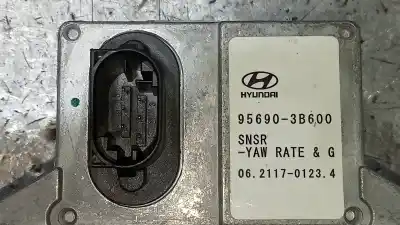 HYUNDAI
95690-3B600
SNSR
-YAW RATE & G
06.2117-0123.4